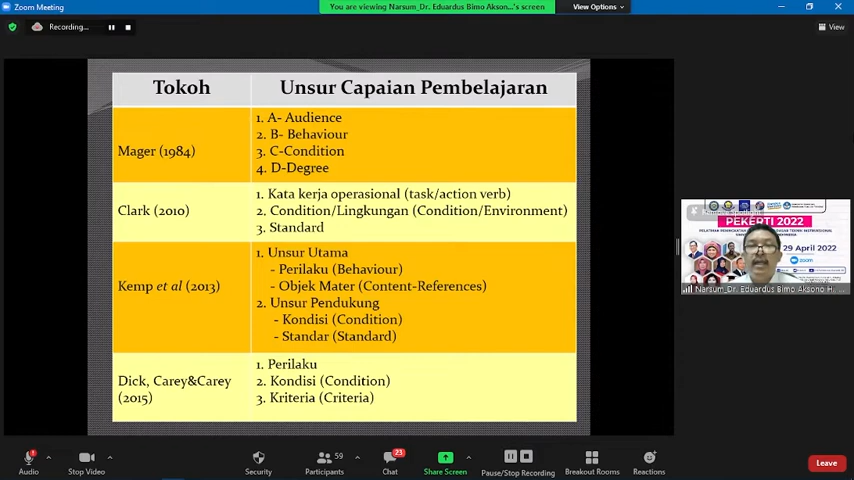 Zoom Meeting
You are viewing Narsum_Dr. Eduardus Bimo Akson...'s screen
View Options
Recording...
View
Tokoh
Unsur Capaian Pembelajaran
Mager (1984)
1. A- Audience
2. B- Behaviour
3. C-Condition
4. D-Degree
Clark (2010)
1. Kata kerja operasional (task/action verb)
2. Condition/Lingkungan (Condition/Environment)
3. Standard
Kemp et al (2013)
1. Unsur Utama
- Perilaku (Behaviour)
- Objek Mater (Content-References)
2. Unsur Pendukung
- Kondisi (Condition)
- Standar (Standard)
Dick, Carey&Carey
(2015)
1. Perilaku
2. Kondisi (Condition)
3. Kriteria (Criteria)
PEKERTI 2022
29 April 2022
zoom
Narsum_Dr. Eduardus Bimo Aksono H...
Audio
Stop Video
Security
59
Participants
23
Chat
Share Screen
Pause/Stop Recording
Breakout Rooms
Reactions
Leave